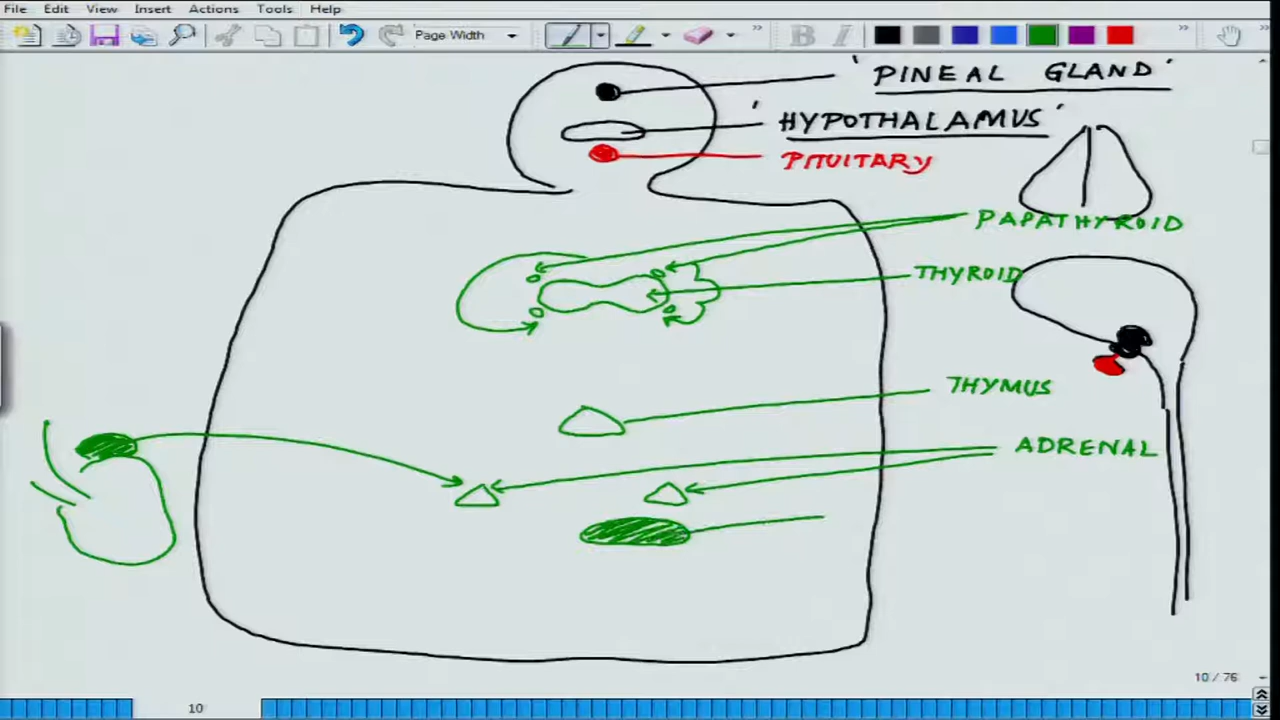 File Edit View Insert Actions Tools Help
Page Width
B I
'PINEAL GLAND'
'HYPOTHALAMUS'
PITUITARY
PAPATHYROID
THYROID
THYMUS
ADRENAL
10 / 76
10